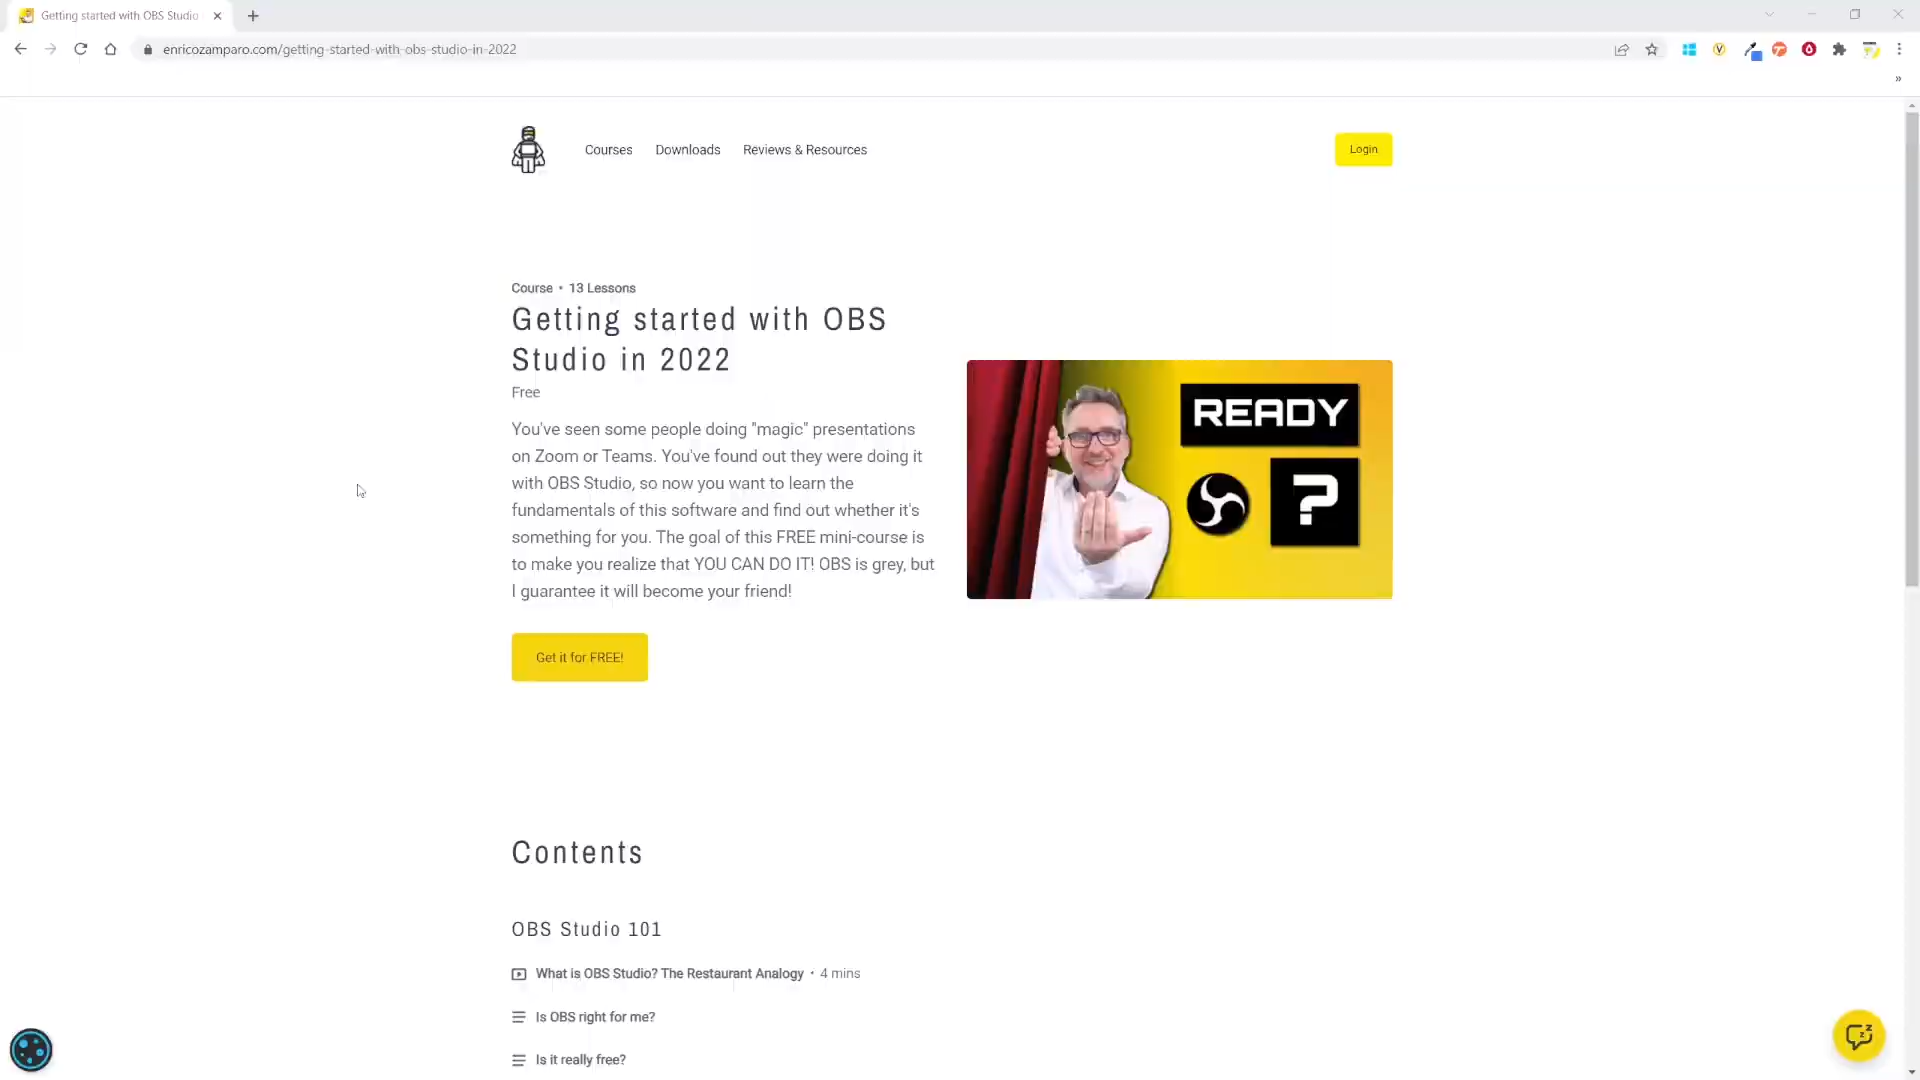 Getting started with OBS Studio
enricozamparo.com/getting-started-with-obs-studio-in-2022
Courses
Downloads
Reviews & Resources
Login
Course • 13 Lessons
Getting started with OBS
Studio in 2022
Free
You've seen some people doing "magic" presentations
on Zoom or Teams. You've found out they were doing it
with OBS Studio, so now you want to learn the
fundamentals of this software and find out whether it's
something for you. The goal of this FREE mini-course is
to make you realize that YOU CAN DO IT! OBS is grey, but
I guarantee it will become your friend!
READY
?
Get it for FREE!
Contents
OBS Studio 101
What is OBS Studio? The Restaurant Analogy • 4 mins
Is OBS right for me?
Is it really free?